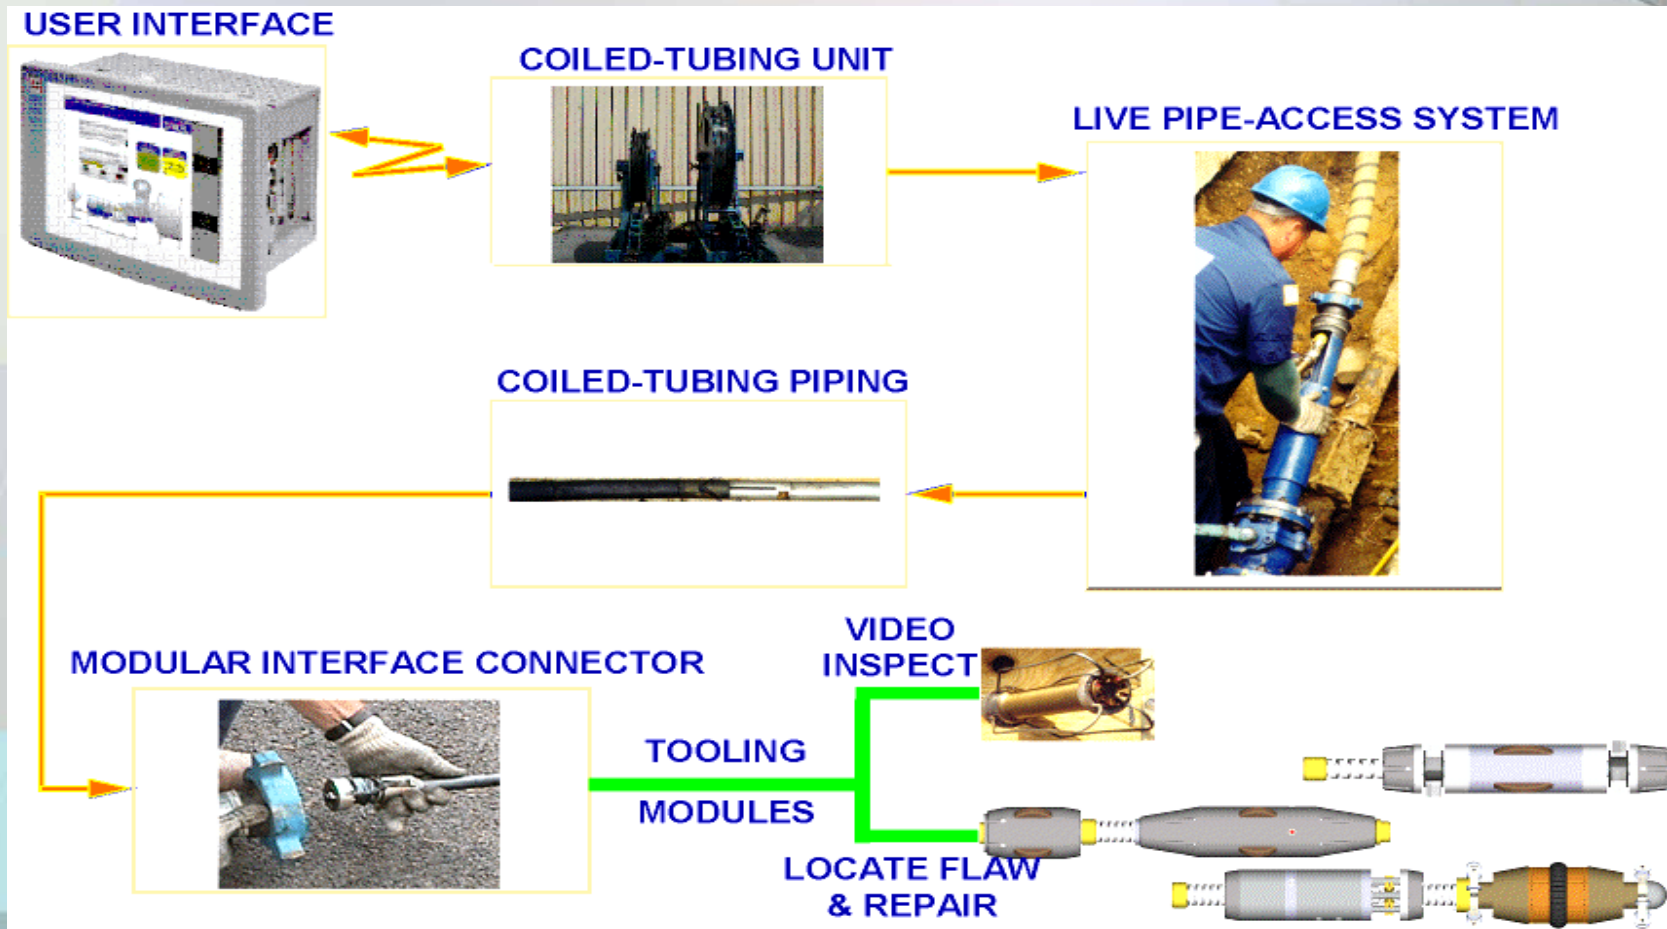 USER INTERFACE
COILED-TUBING UNIT
LIVE PIPE-ACCESS SYSTEM
COILED-TUBING PIPING
MODULAR INTERFACE CONNECTOR
TOOLING
MODULES
VIDEO
INSPECT
LOCATE FLAW
& REPAIR